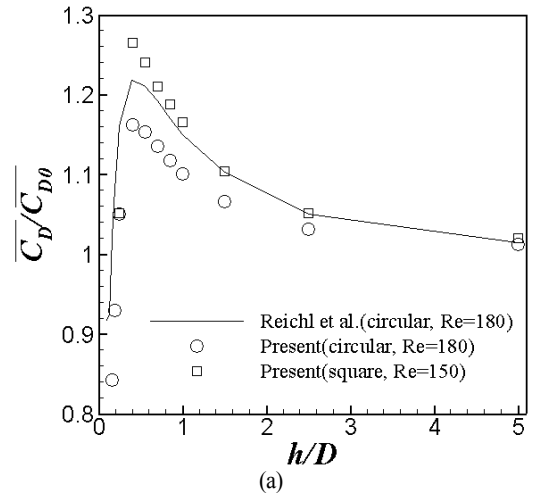 1.3
1.2
1.1
1
0.9
0.8
C_D/C_D0
0 1 2 3 4 5
h/D
Reichl et al.(circular, Re=180)
Present(circular, Re=180)
Present(square, Re=150)
(a)